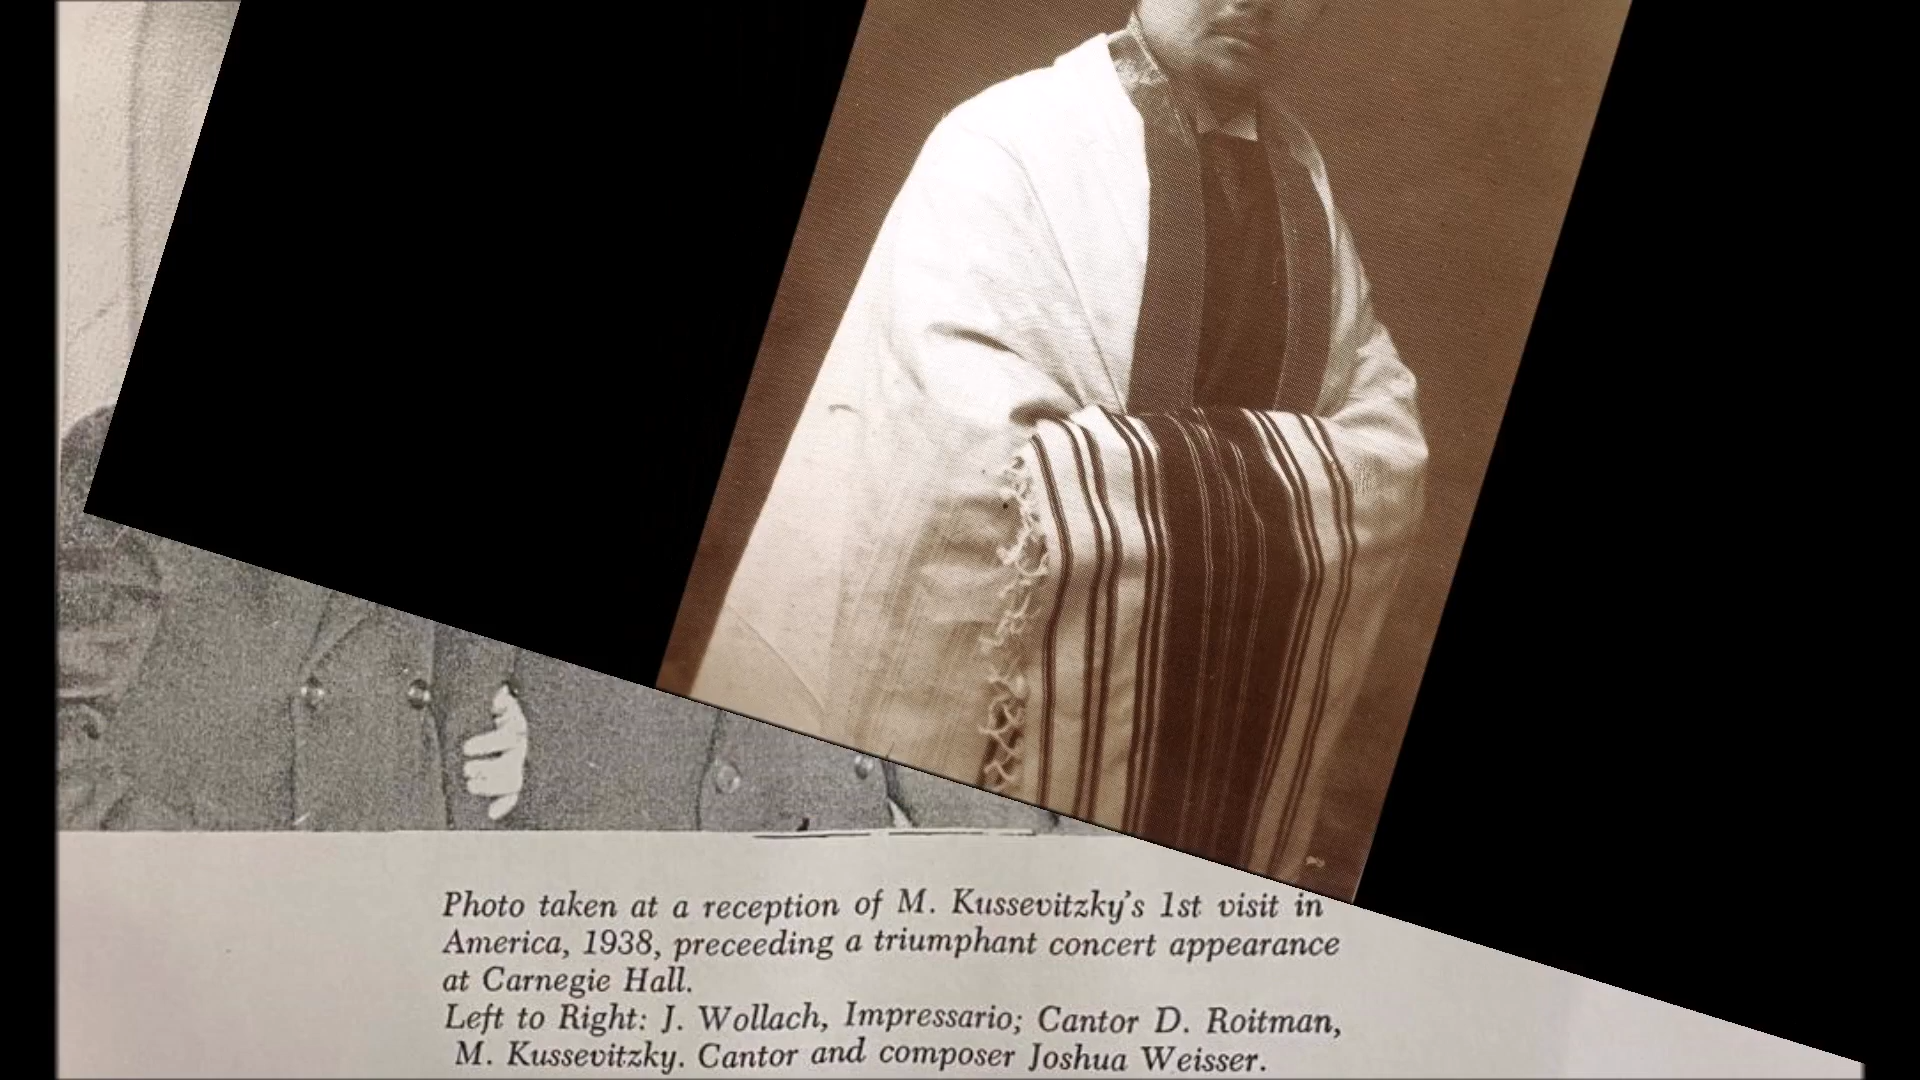 Photo taken at a reception of M. Kussevitzky's 1st visit in
America, 1938, preceeding a triumphant concert appearance
at Carnegie Hall.
Left to Right: J. Wollach, Impressario; Cantor D. Roitman,
M. Kussevitzky. Cantor and composer Joshua Weisser.